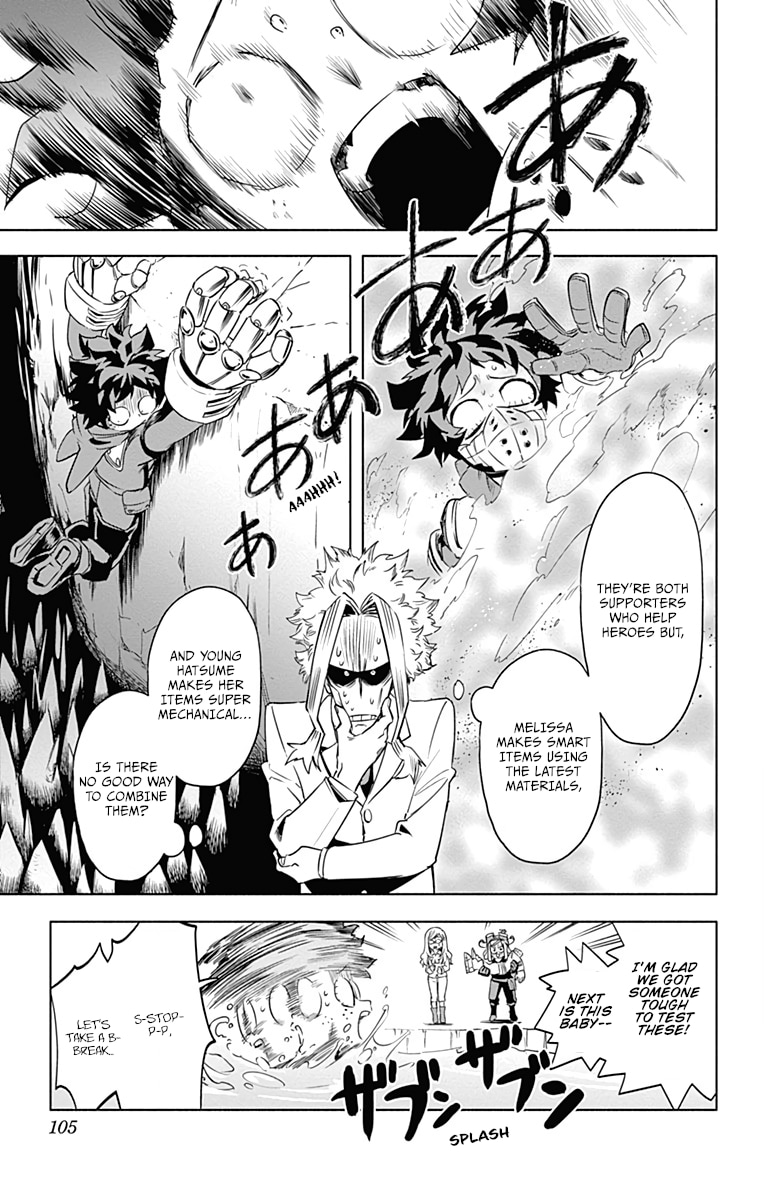 あ
あ
あ
THEY'RE BOTH
SUPPORTERS
WHO HELP
HEROES BUT,
MELISSA
MAKES SMART
ITEMS USING
THE LATEST
MATERIALS,
あ
あ
あ
AAAHHH!
AND YOUNG
HATSUME
MAKES HER
ITEMS SUPER
MECHANICAL...
IS THERE
NO GOOD WAY
TO COMBINE
THEM?
I'M GLAD
WE GOT
SOMEONE
TOUGH
TO TEST
THESE!
NEXT
IS THIS
BABY--
ザブン
ザブン
SPLASH
S-STOP-
P-P,
LET'S
TAKE A B-
BREAK..
105